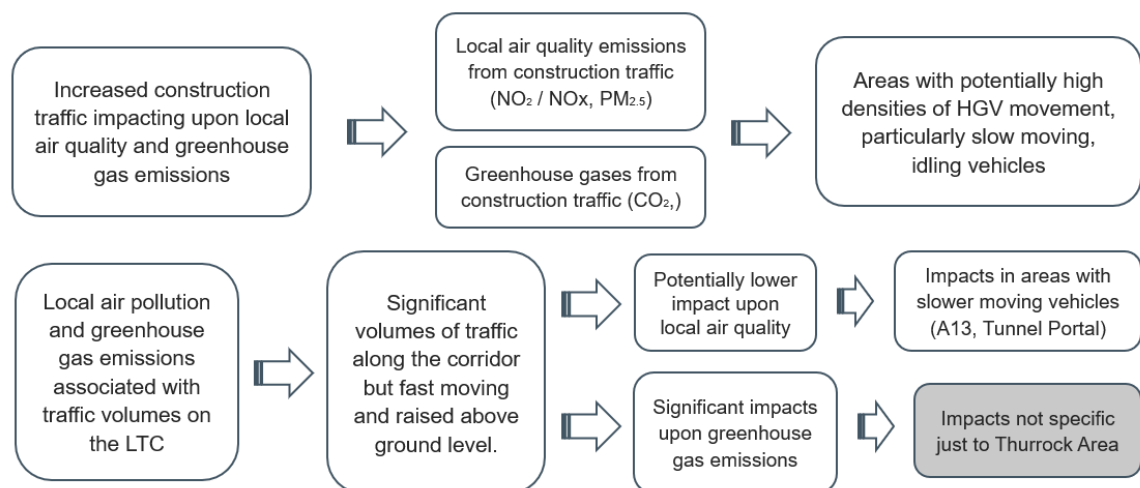 Increased construction
traffic impacting upon local
air quality and greenhouse
gas emissions
Local air quality emissions
from construction traffic
(NO₂ / NOx, PM₂.₅)
Greenhouse gases from
construction traffic (CO₂,)
Areas with potentially high
densities of HGV movement,
particularly slow moving,
idling vehicles
Local air pollution
and greenhouse
gas emissions
associated with
traffic volumes on
the LTC
Significant
volumes of traffic
along the corridor
but fast moving
and raised above
ground level.
Potentially lower
impact upon
local air quality
Impacts in areas with
slower moving vehicles
(A13, Tunnel Portal)
Significant impacts
upon greenhouse
gas emissions
Impacts not specific
just to Thurrock Area